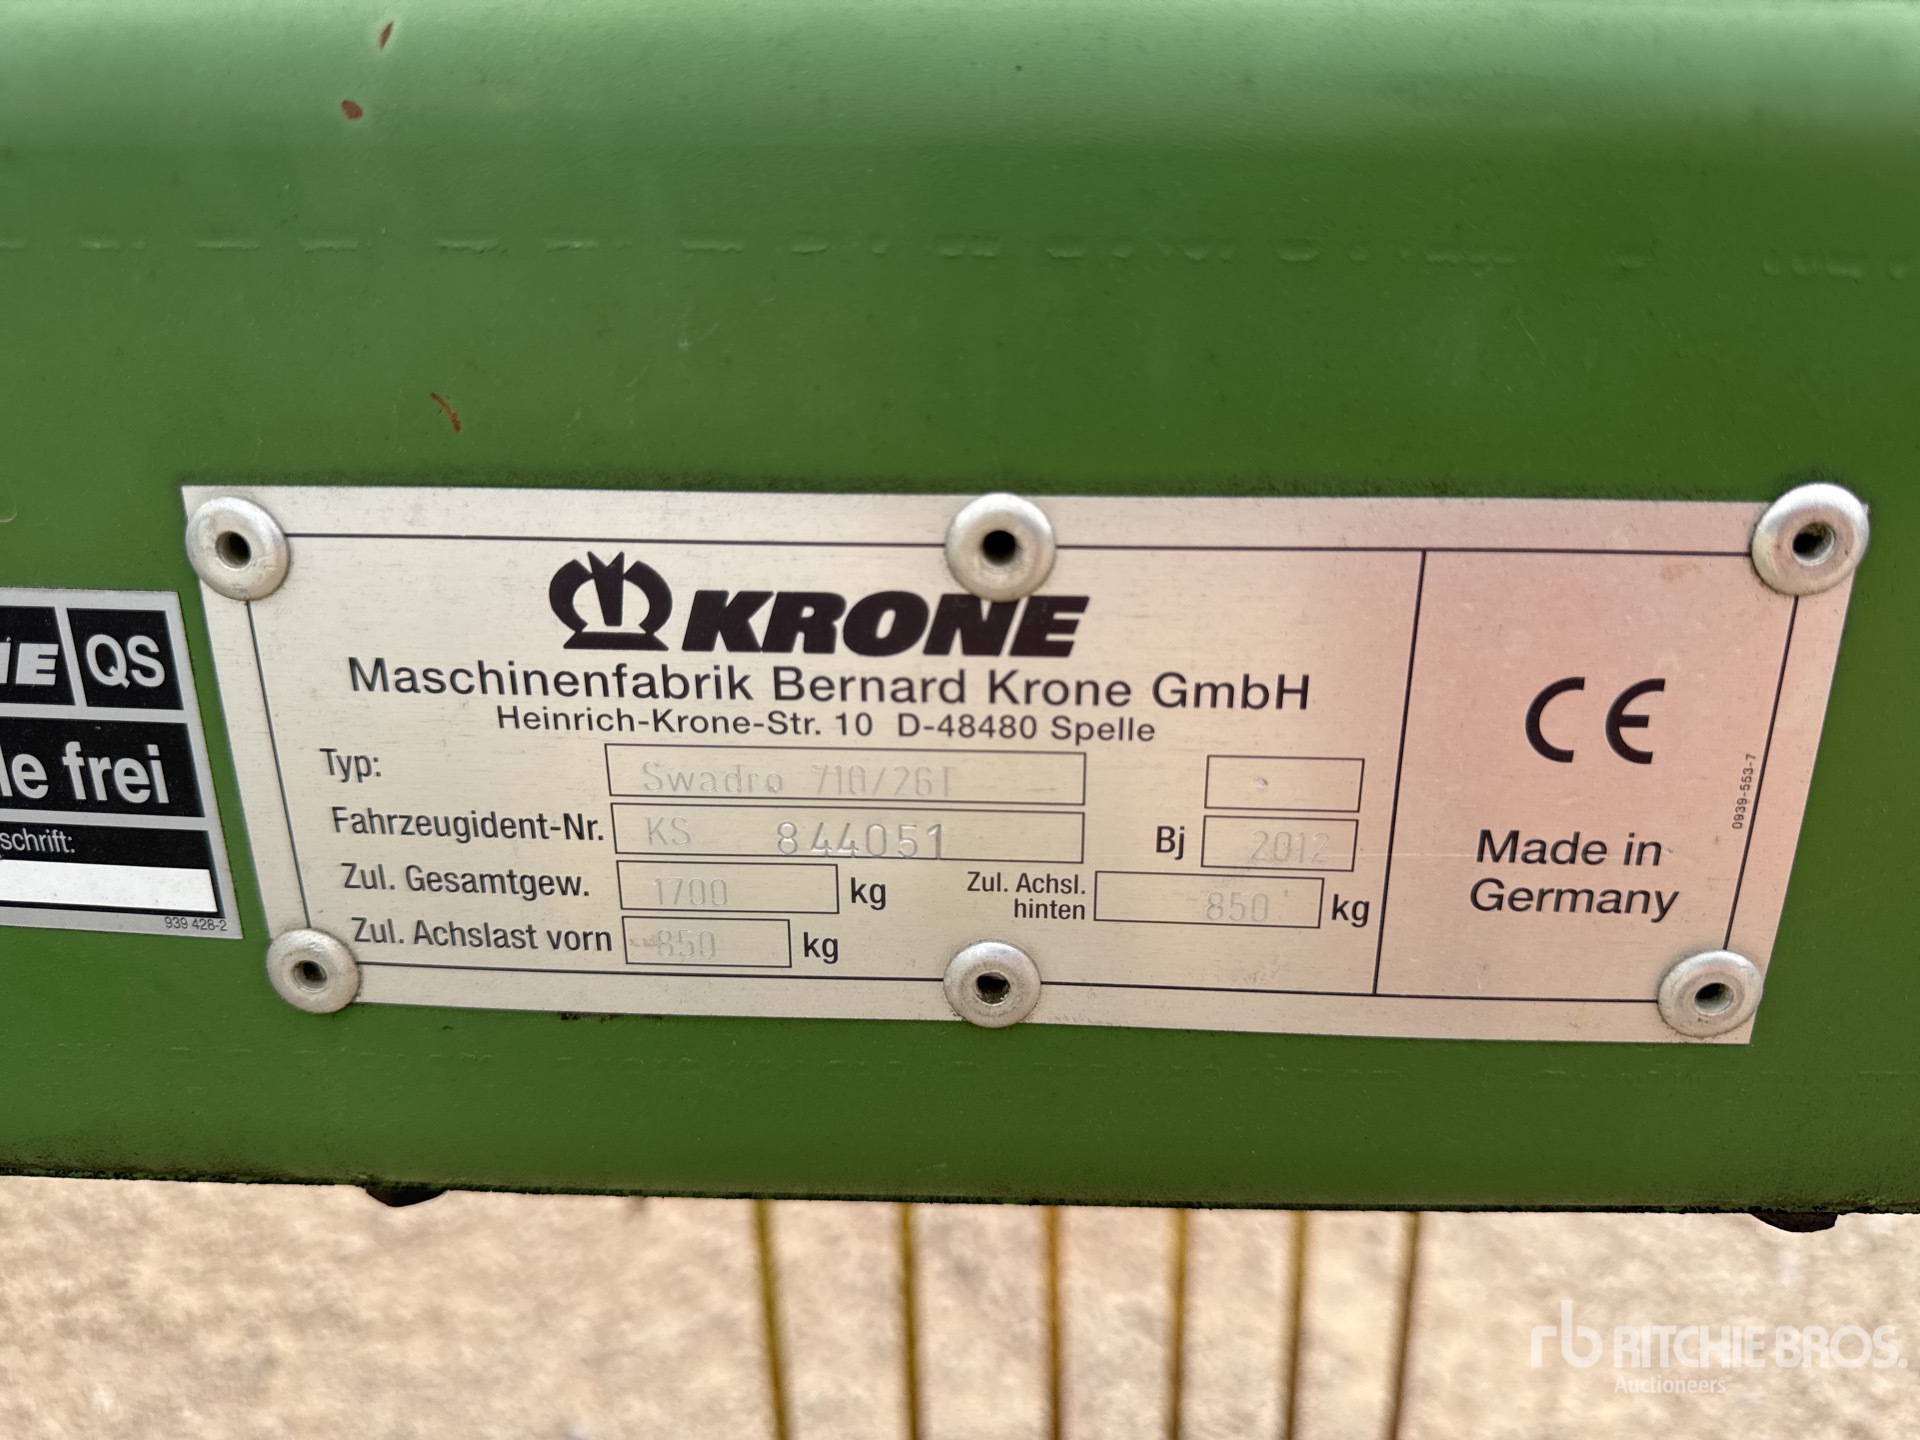 KRONE
Maschinenfabrik Bernard Krone GmbH
Heinrich-Krone-Str. 10 D-48480 Spelle
Typ: Swadro 710/26T
Fahrzeugident-Nr. KS 844051 Bj 2012
Zul. Gesamtgew. 1700 kg Zul. Achsl. hinten 850 kg
Zul. Achslast vorn 850 kg
CE
0939-553-7
Made in
Germany
NE QS
le frei
schrift:
939 428-2
rb RITCHIE BROS.
Auctioneers